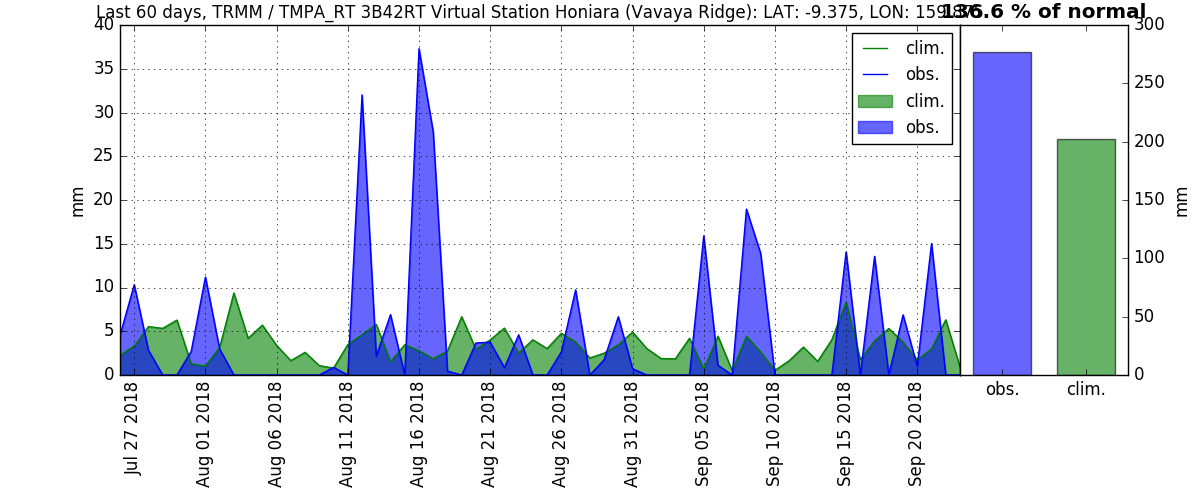 Last 60 days, TRMM / TMPA_RT 3B42RT Virtual Station Honiara (Vavaya Ridge): LAT: -9.375, LON:
136.6 % of normal
40
35
30
25
20
15
10
5
0
mm
clim.
obs.
clim.
obs.
Jul 27 2018
Aug 01 2018
Aug 06 2018
Aug 11 2018
Aug 16 2018
Aug 21 2018
Aug 26 2018
Aug 31 2018
Sep 05 2018
Sep 10 2018
Sep 15 2018
Sep 20 2018
300
250
200
150
100
50
0
mm
obs.
clim.